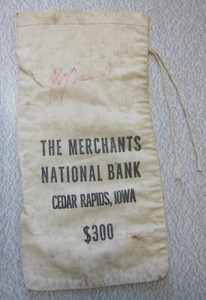 THE MERCHANTS
NATIONAL BANK
CEDAR RAPIDS, IOWA
$300